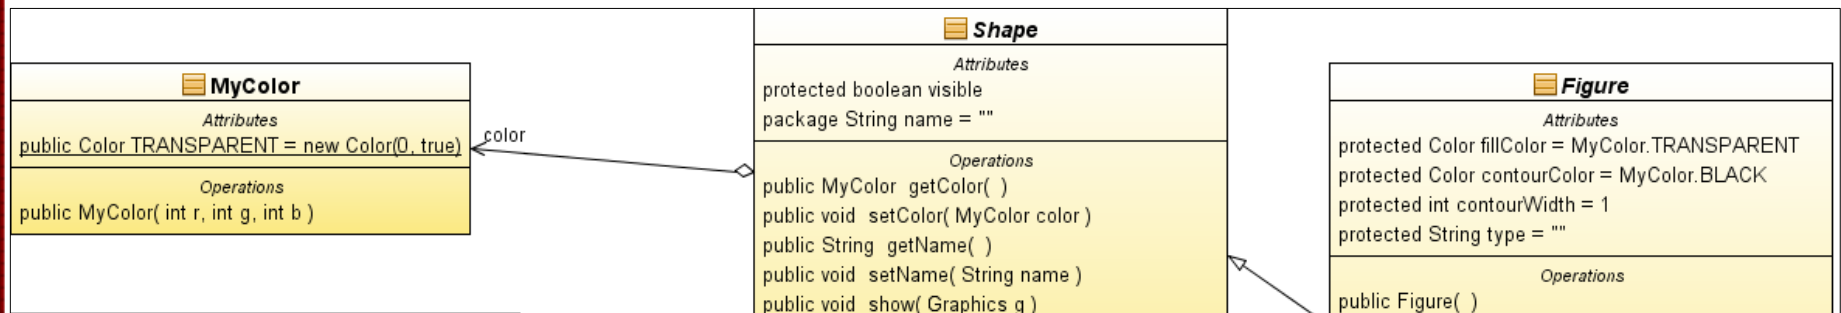 MyColor
Attributes
public Color TRANSPARENT = new Color(0, true)
Operations
public MyColor( int r, int g, int b )
color
Shape
Attributes
protected boolean visible
package String name = ""
Operations
public MyColor getColor( )
public void setColor( MyColor color )
public String getName( )
public void setName( String name )
public void show( Graphics g )
Figure
Attributes
protected Color fillColor = MyColor.TRANSPARENT
protected Color contourColor = MyColor.BLACK
protected int contourWidth = 1
protected String type = ""
Operations
public Figure( )